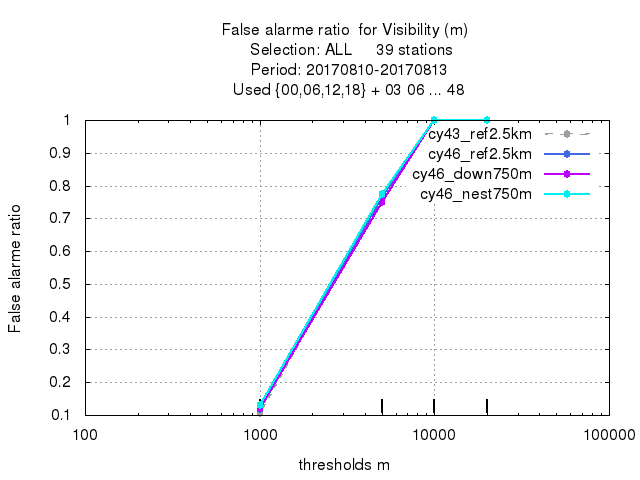 False alarme ratio  for Visibility (m)
Selection: ALL     39 stations
Period: 20170810-20170813
Used {00,06,12,18} + 03 06 ... 48
1
0.9
0.8
0.7
0.6
0.5
0.4
0.3
0.2
0.1
False alarme ratio
cy43_ref2.5km
cy46_ref2.5km
cy46_down750m
cy46_nest750m
100
1000
10000
100000
thresholds m